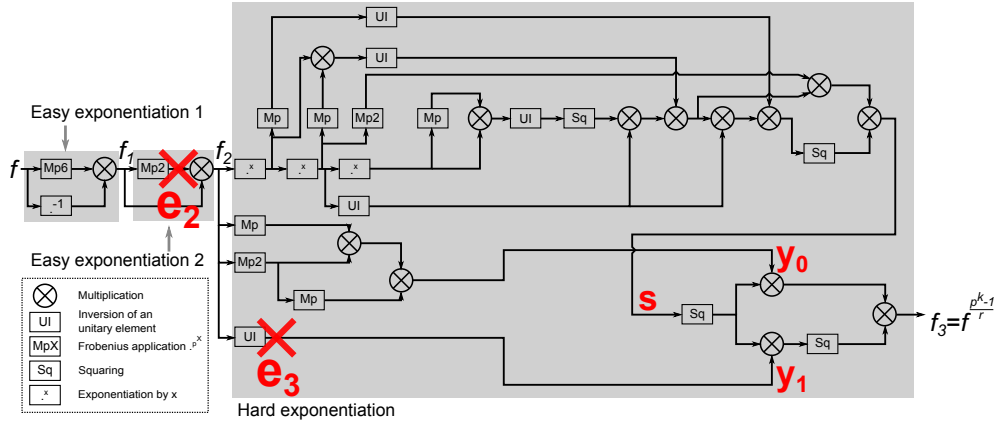 UI
UI
Mp
Mp
Mp2
Mp
UI
Sq
Easy exponentiation 1
f
Mp6
f1
Mp2
f2
.x
.x
.x
Sq
.-1
e2
UI
Mp
Easy exponentiation 2
Mp2
y0
Multiplication
Mp
s
Sq
f3=f^(p^k-1)/r
UI
Inversion of an
unitary element
UI
Sq
MpX
Frobenius application .p^X
e3
y1
Sq
Squaring
.x
Exponentiation by x
Hard exponentiation